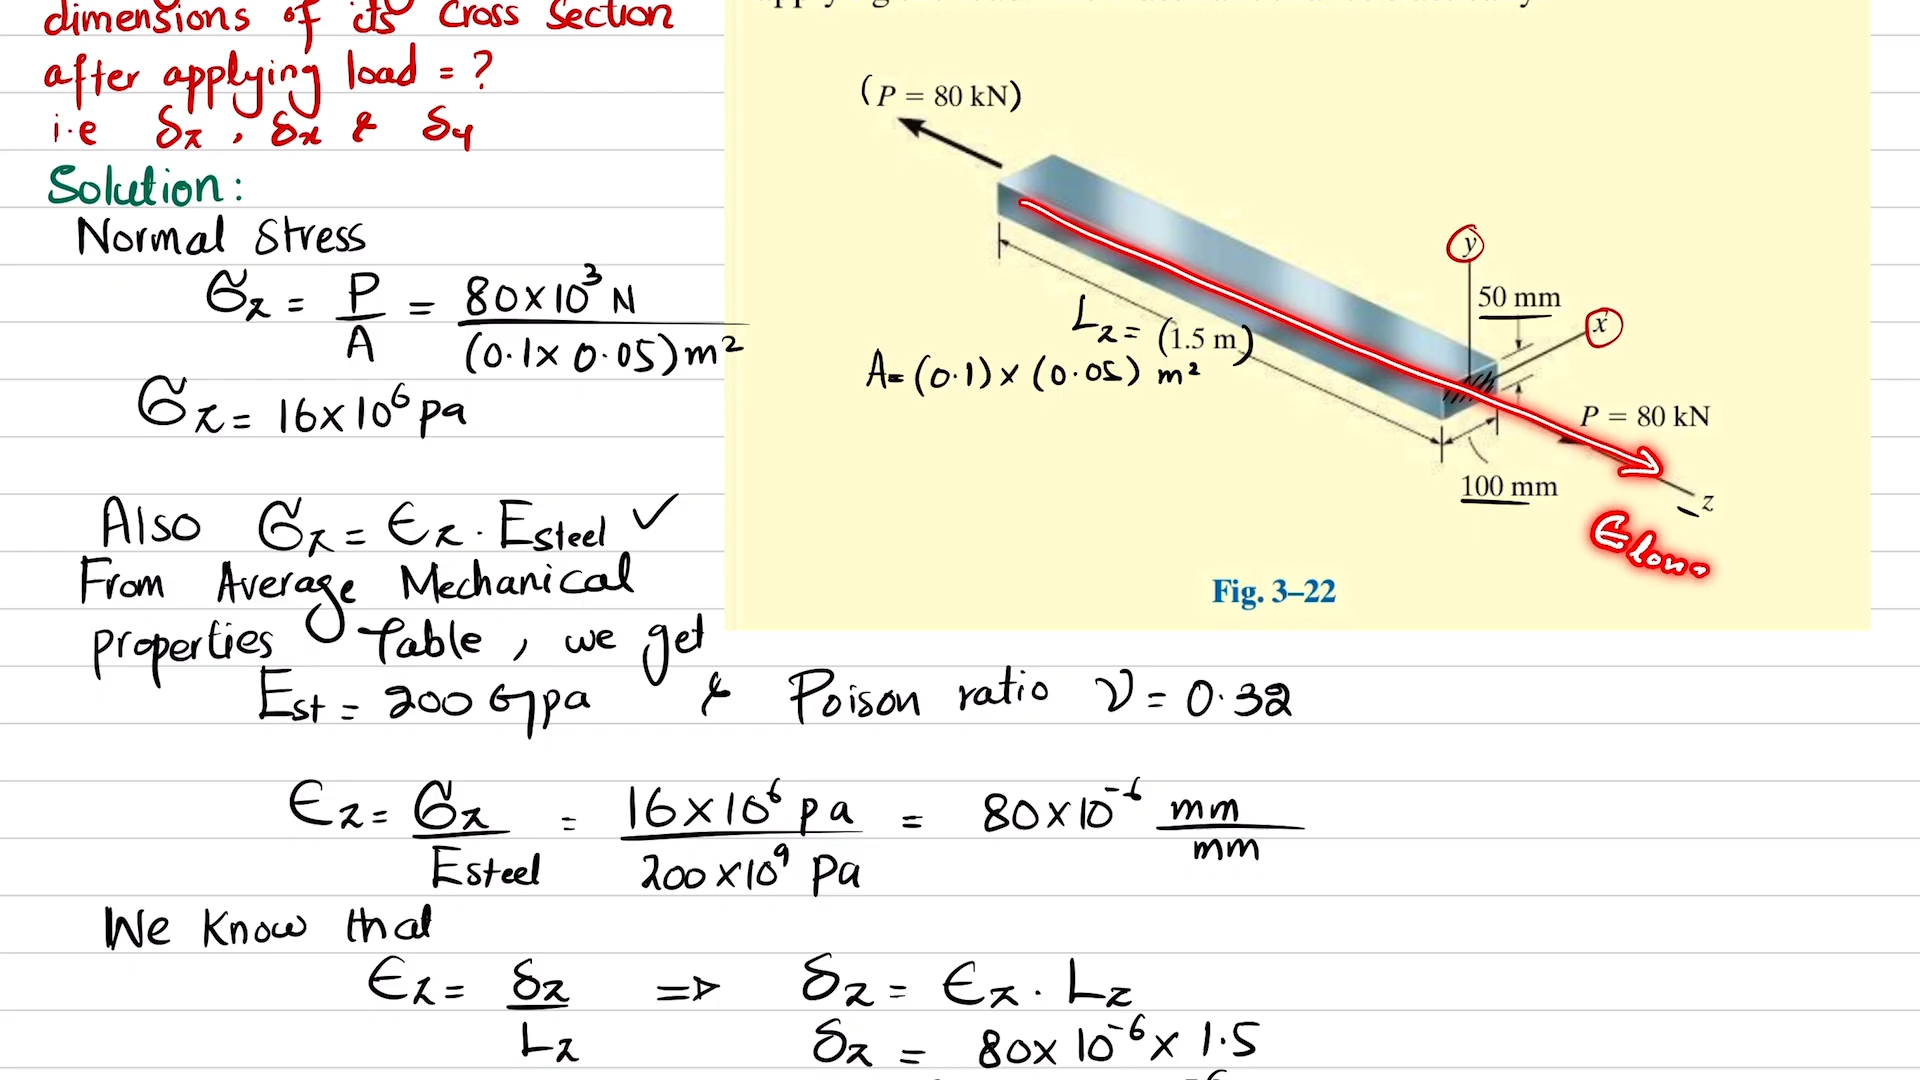 dimensions of its Cross Section
after applying load = ?
i.e δz, δx & δy
Solution:
Normal Stress
σz = P/A = 80×10³ N / (0.1×0.05) m²
σz = 16×10⁶ pa
Also σz = ϵz · Esteel ✓
From Average Mechanical
properties Table, we get
Est = 200 Gpa & Poison ratio ν = 0.32
ϵz = σz/Esteel = 16×10⁶ pa / 200×10⁹ Pa = 80×10⁻⁶ mm/mm
We Know that
ϵz = δz/Lz => δz = ϵz · Lz
δz = 80×10⁻⁶ × 1.5
(P = 80 kN)
y
50 mm
x
Lz = (1.5 m)
A = (0.1) × (0.05) m²
P = 80 kN
100 mm
z
ϵlon.
Fig. 3–22